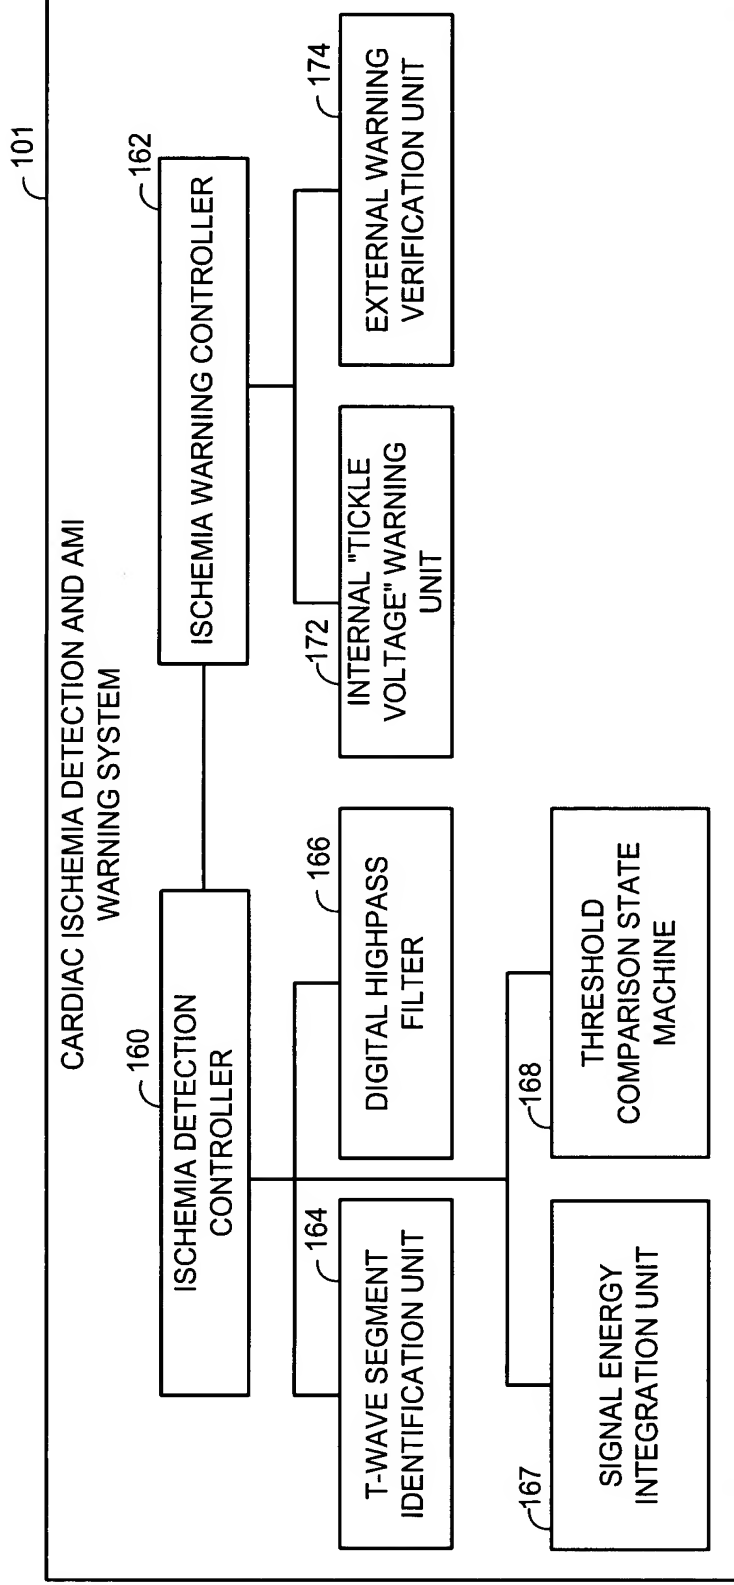 101
CARDIAC ISCHEMIA DETECTION AND AMI
WARNING SYSTEM
160
ISCHEMIA DETECTION
CONTROLLER
162
ISCHEMIA WARNING CONTROLLER
164
T-WAVE SEGMENT
IDENTIFICATION UNIT
166
DIGITAL HIGHPASS
FILTER
172
INTERNAL "TICKLE
VOLTAGE" WARNING
UNIT
174
EXTERNAL WARNING
VERIFICATION UNIT
167
SIGNAL ENERGY
INTEGRATION UNIT
168
THRESHOLD
COMPARISON STATE
MACHINE